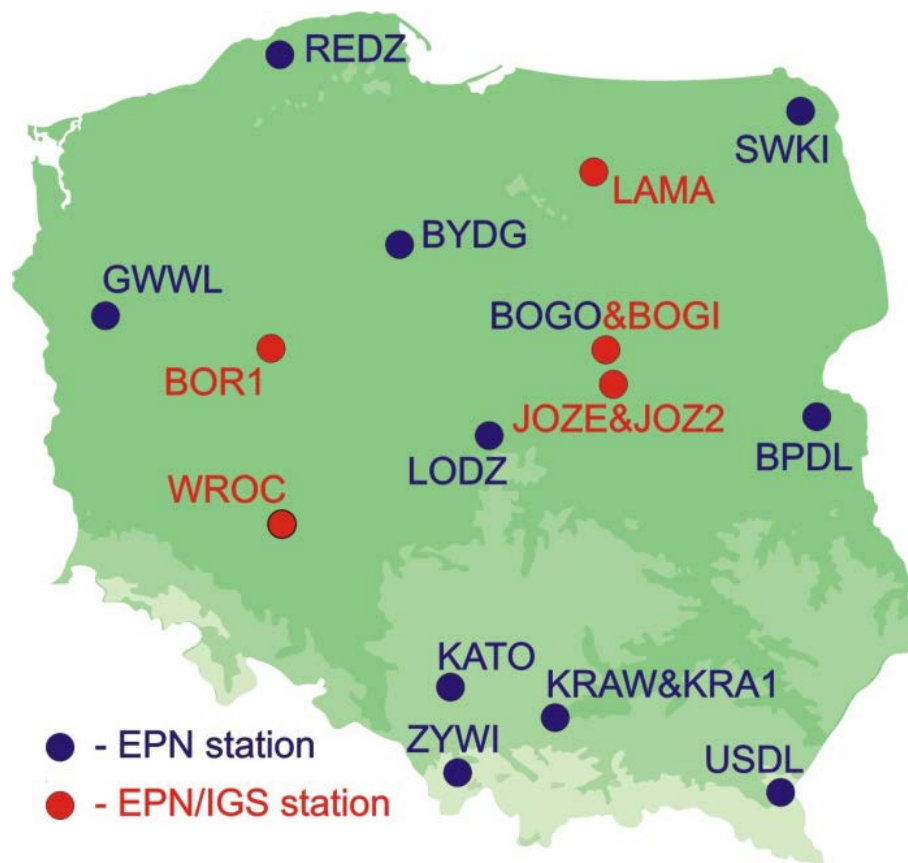 REDZ
SWKI
LAMA
BYDG
GWWL
BOGO&BOGI
BOR1
JOZE&JOZ2
LODZ
BPDL
WROC
KATO
KRAW&KRA1
- EPN station
ZYWI
USDL
- EPN/IGS station